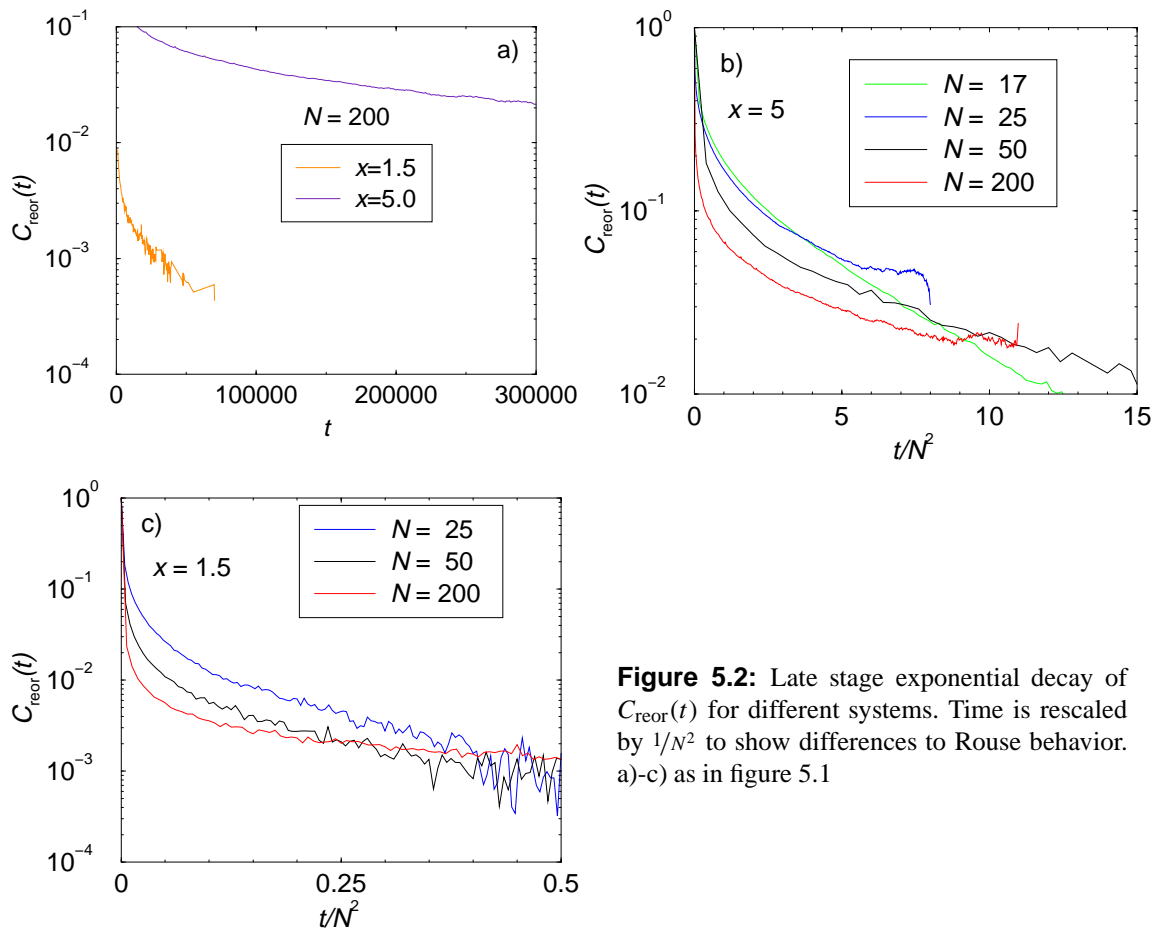 10^-1
10^-2
10^-3
10^-4
C_reor(t)
a)
N = 200
x=1.5
x=5.0
0 100000 200000 300000
t
10^0
10^-1
10^-2
C_reor(t)
b)
x = 5
N = 17
N = 25
N = 50
N = 200
0 5 10 15
t/N^2
10^0
10^-1
10^-2
10^-3
10^-4
C_reor(t)
c)
x = 1.5
N = 25
N = 50
N = 200
0 0.25 0.5
t/N^2
Figure 5.2: Late stage exponential decay of
C_reor(t) for different systems. Time is rescaled
by 1/N^2 to show differences to Rouse behavior.
a)-c) as in figure 5.1